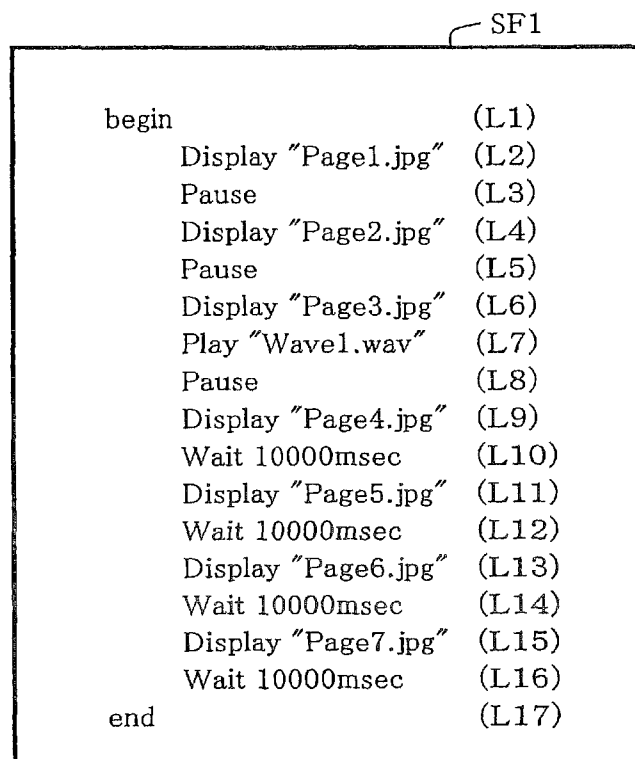 SF1
begin (L1)
Display "Page1.jpg" (L2)
Pause (L3)
Display "Page2.jpg" (L4)
Pause (L5)
Display "Page3.jpg" (L6)
Play "Wave1.wav" (L7)
Pause (L8)
Display "Page4.jpg" (L9)
Wait 10000msec (L10)
Display "Page5.jpg" (L11)
Wait 10000msec (L12)
Display "Page6.jpg" (L13)
Wait 10000msec (L14)
Display "Page7.jpg" (L15)
Wait 10000msec (L16)
end (L17)